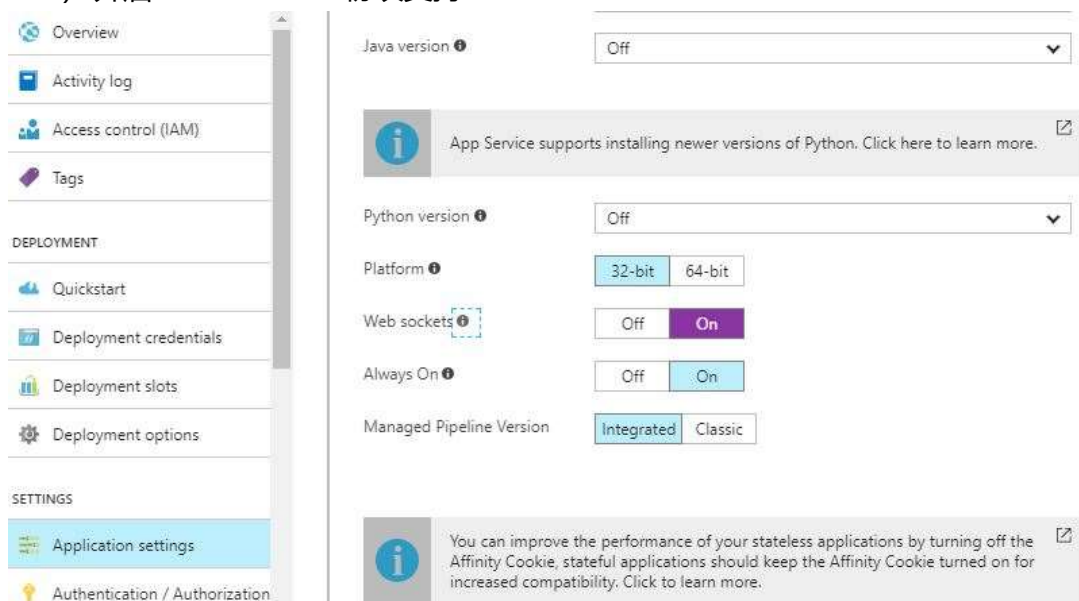 Overview
Activity log
Access control (IAM)
Tags
DEPLOYMENT
Quickstart
Deployment credentials
Deployment slots
Deployment options
SETTINGS
Application settings
Authentication / Authorization
Java version
Off
App Service supports installing newer versions of Python. Click here to learn more.
Python version
Off
Platform
32-bit 64-bit
Web sockets
Off On
Always On
Off On
Managed Pipeline Version
Integrated Classic
You can improve the performance of your stateless applications by turning off the
Affinity Cookie, stateful applications should keep the Affinity Cookie turned on for
increased compatibility. Click to learn more.